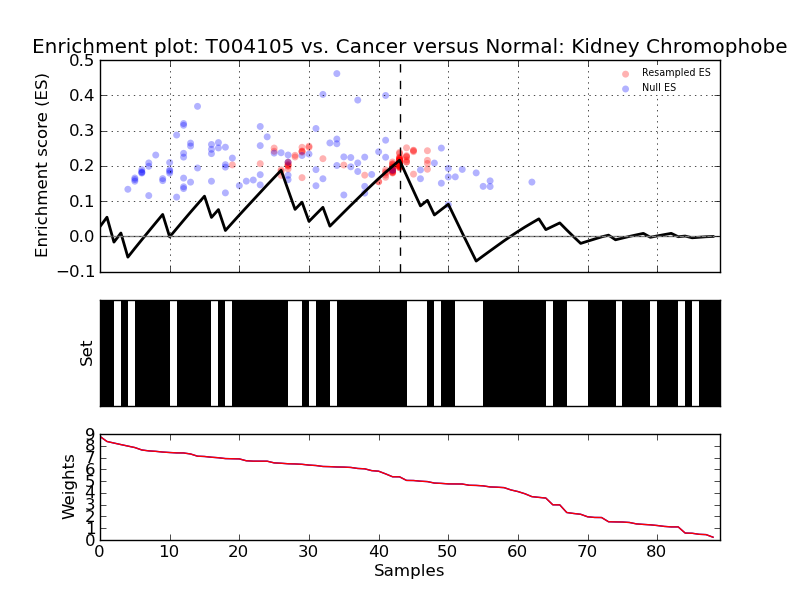 Enrichment plot: T004105 vs. Cancer versus Normal: Kidney Chromophobe
Enrichment score (ES)
0.5
0.4
0.3
0.2
0.1
0.0
−0.1
Resampled ES
Null ES
Set
Weights
9
8
7
6
5
4
3
2
1
0
0 10 20 30 40 50 60 70 80
Samples